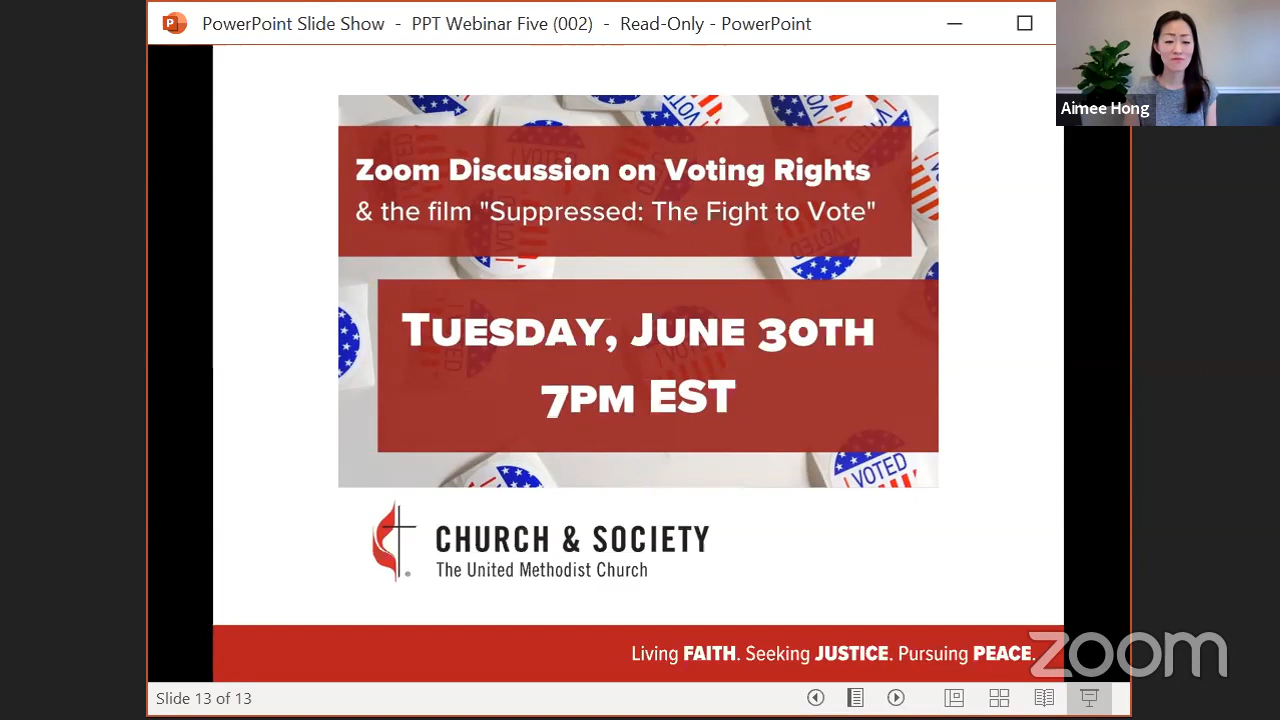 PowerPoint Slide Show - PPT Webinar Five (002) - Read-Only - PowerPoint
Aimee Hong
Zoom Discussion on Voting Rights
& the film "Suppressed: The Fight to Vote"
Tuesday, June 30th
7pm EST
I VOTED
CHURCH & SOCIETY
The United Methodist Church
Living FAITH. Seeking JUSTICE. Pursuing PEACE.
zoom
Slide 13 of 13